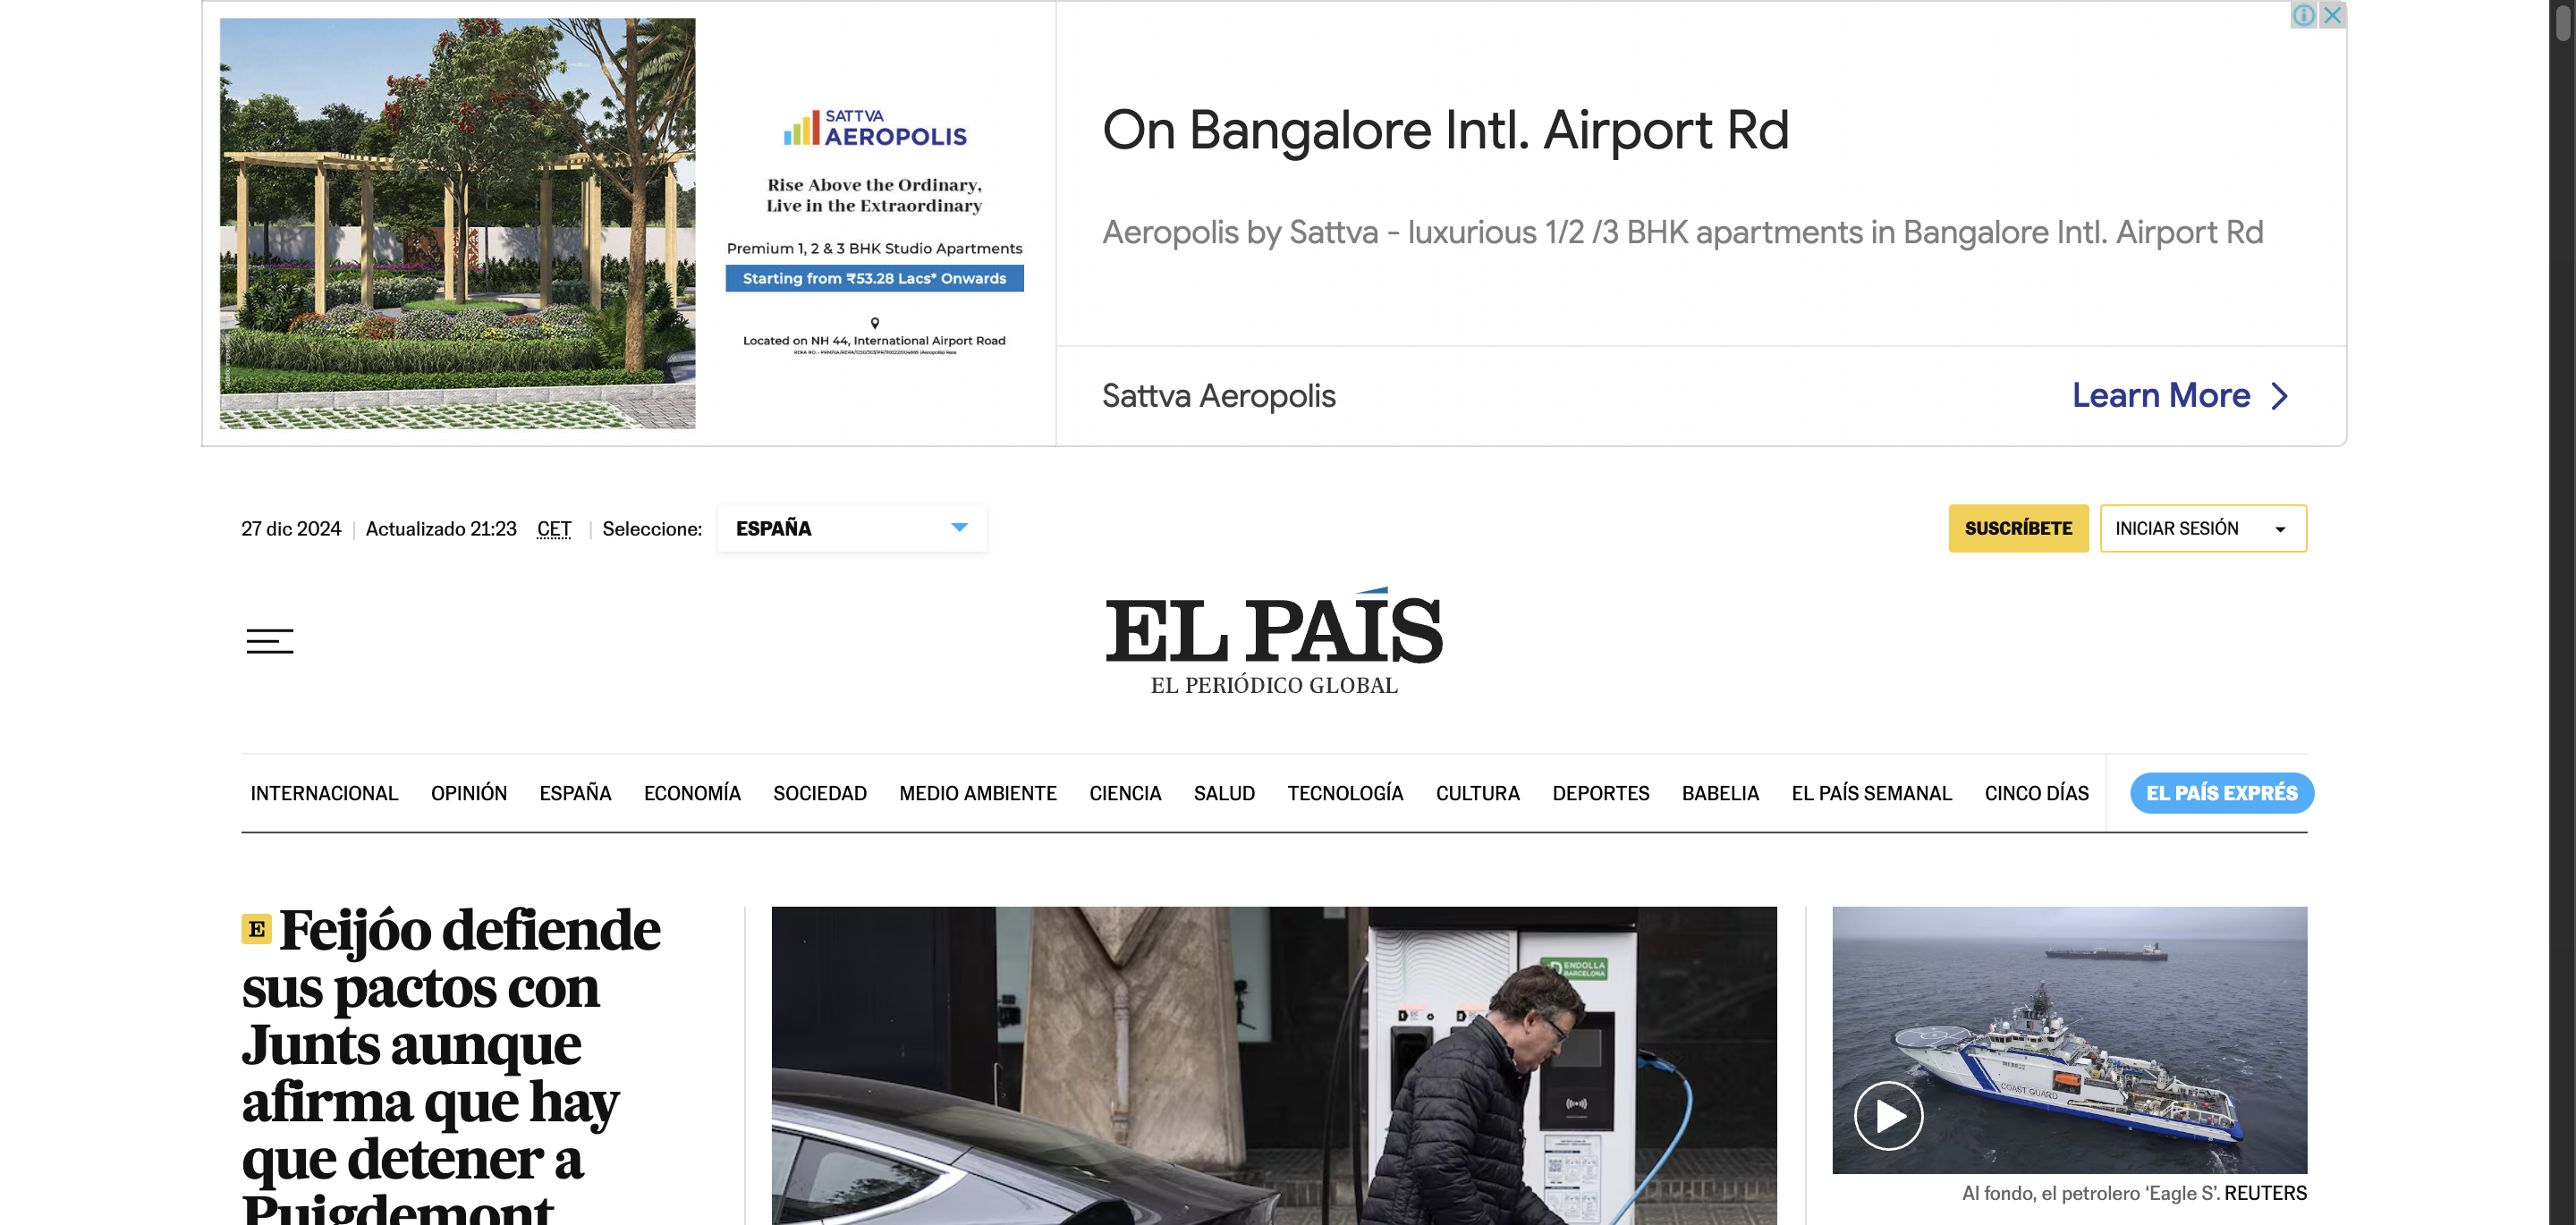 SATTVA
AEROPOLIS
Rise Above the Ordinary,
Live in the Extraordinary
Premium 1, 2 & 3 BHK Studio Apartments
Starting from ₹53.28 Lacs* Onwards
Located on NH 44, International Airport Road
On Bangalore Intl. Airport Rd
Aeropolis by Sattva - luxurious 1/2 /3 BHK apartments in Bangalore Intl. Airport Rd
Sattva Aeropolis
Learn More
27 dic 2024 | Actualizado 21:23 CET | Seleccione: ESPAÑA
SUSCRÍBETE
INICIAR SESIÓN
EL PAÍS
EL PERIÓDICO GLOBAL
INTERNACIONAL OPINIÓN ESPAÑA ECONOMÍA SOCIEDAD MEDIO AMBIENTE CIENCIA SALUD TECNOLOGÍA CULTURA DEPORTES BABELIA EL PAÍS SEMANAL CINCO DÍAS EL PAÍS EXPRÉS
E Feijóo defiende
sus pactos con
Junts aunque
afirma que hay
que detener a
Puigdemont
ENDOLLA
BARCELONA
COAST GUARD
Al fondo, el petrolero ‘Eagle S’. REUTERS